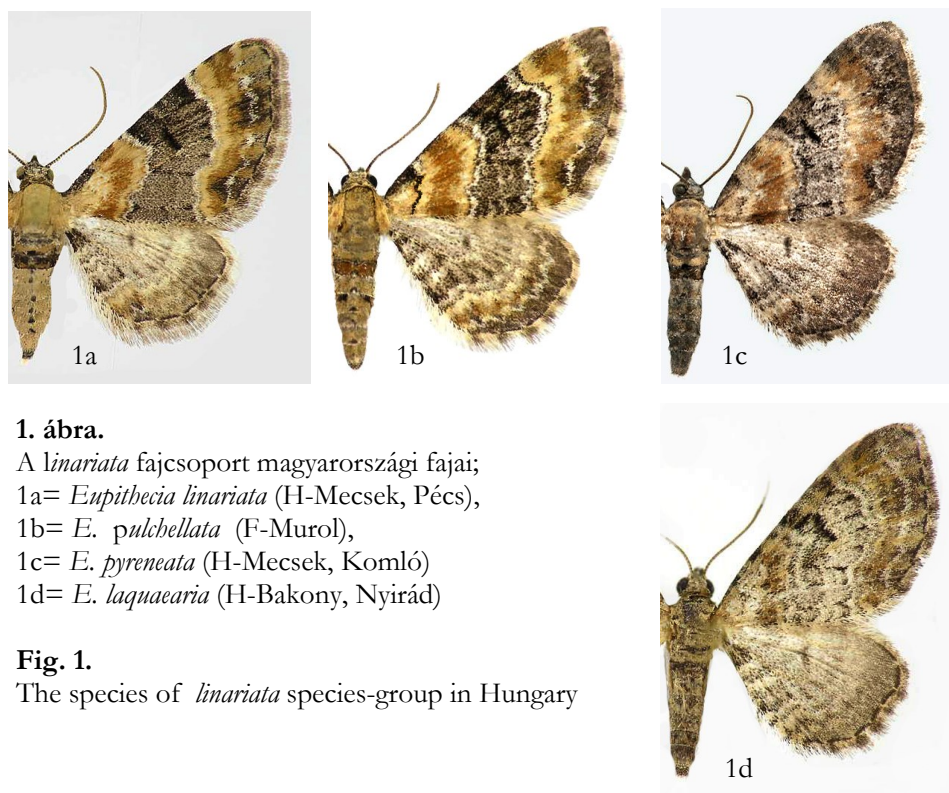 1a
1b
1c
1. ábra.
A linariata fajcsoport magyarországi fajai;
1a= Eupithecia linariata (H-Mecsek, Pécs),
1b= E. pulchellata (F-Murol),
1c= E. pyreneata (H-Mecsek, Komló)
1d= E. laquaearia (H-Bakony, Nyirád)
Fig. 1.
The species of linariata species-group in Hungary
1d